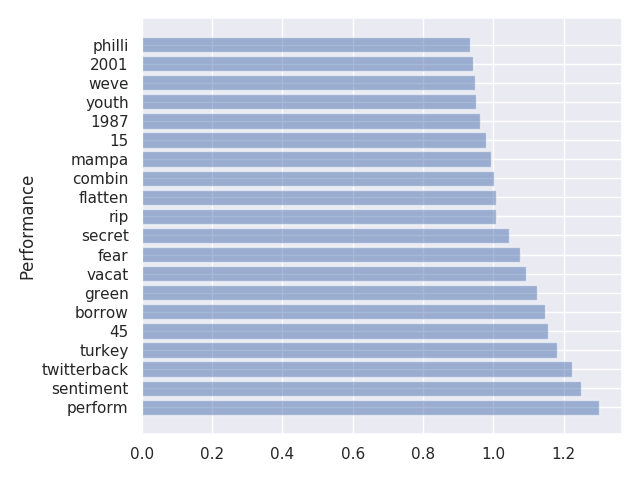 philli
2001
weve
youth
1987
15
mampa
combin
flatten
rip
secret
fear
vacat
green
borrow
45
turkey
twitterback
sentiment
perform
Performance
0.0 0.2 0.4 0.6 0.8 1.0 1.2